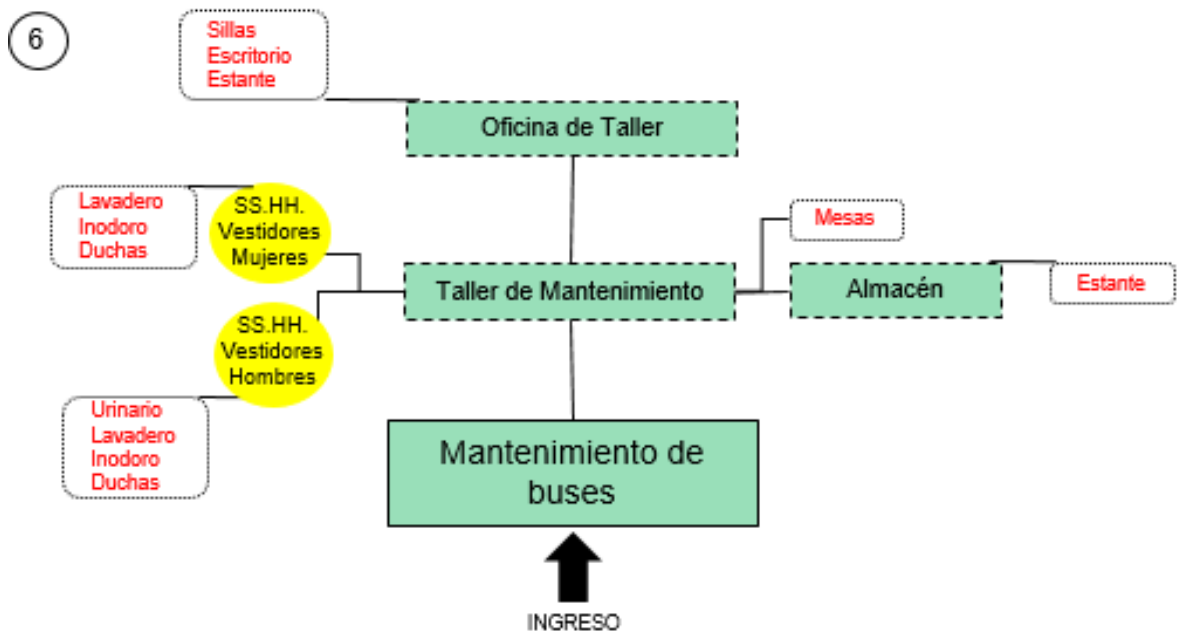 6
Sillas
Escritorio
Estante
Oficina de Taller
Lavadero
Inodoro
Duchas
SS.HH.
Vestidores
Mujeres
Mesas
Taller de Mantenimiento
Almacén
Estante
SS.HH.
Vestidores
Hombres
Urinario
Lavadero
Inodoro
Duchas
Mantenimiento de
buses
INGRESO